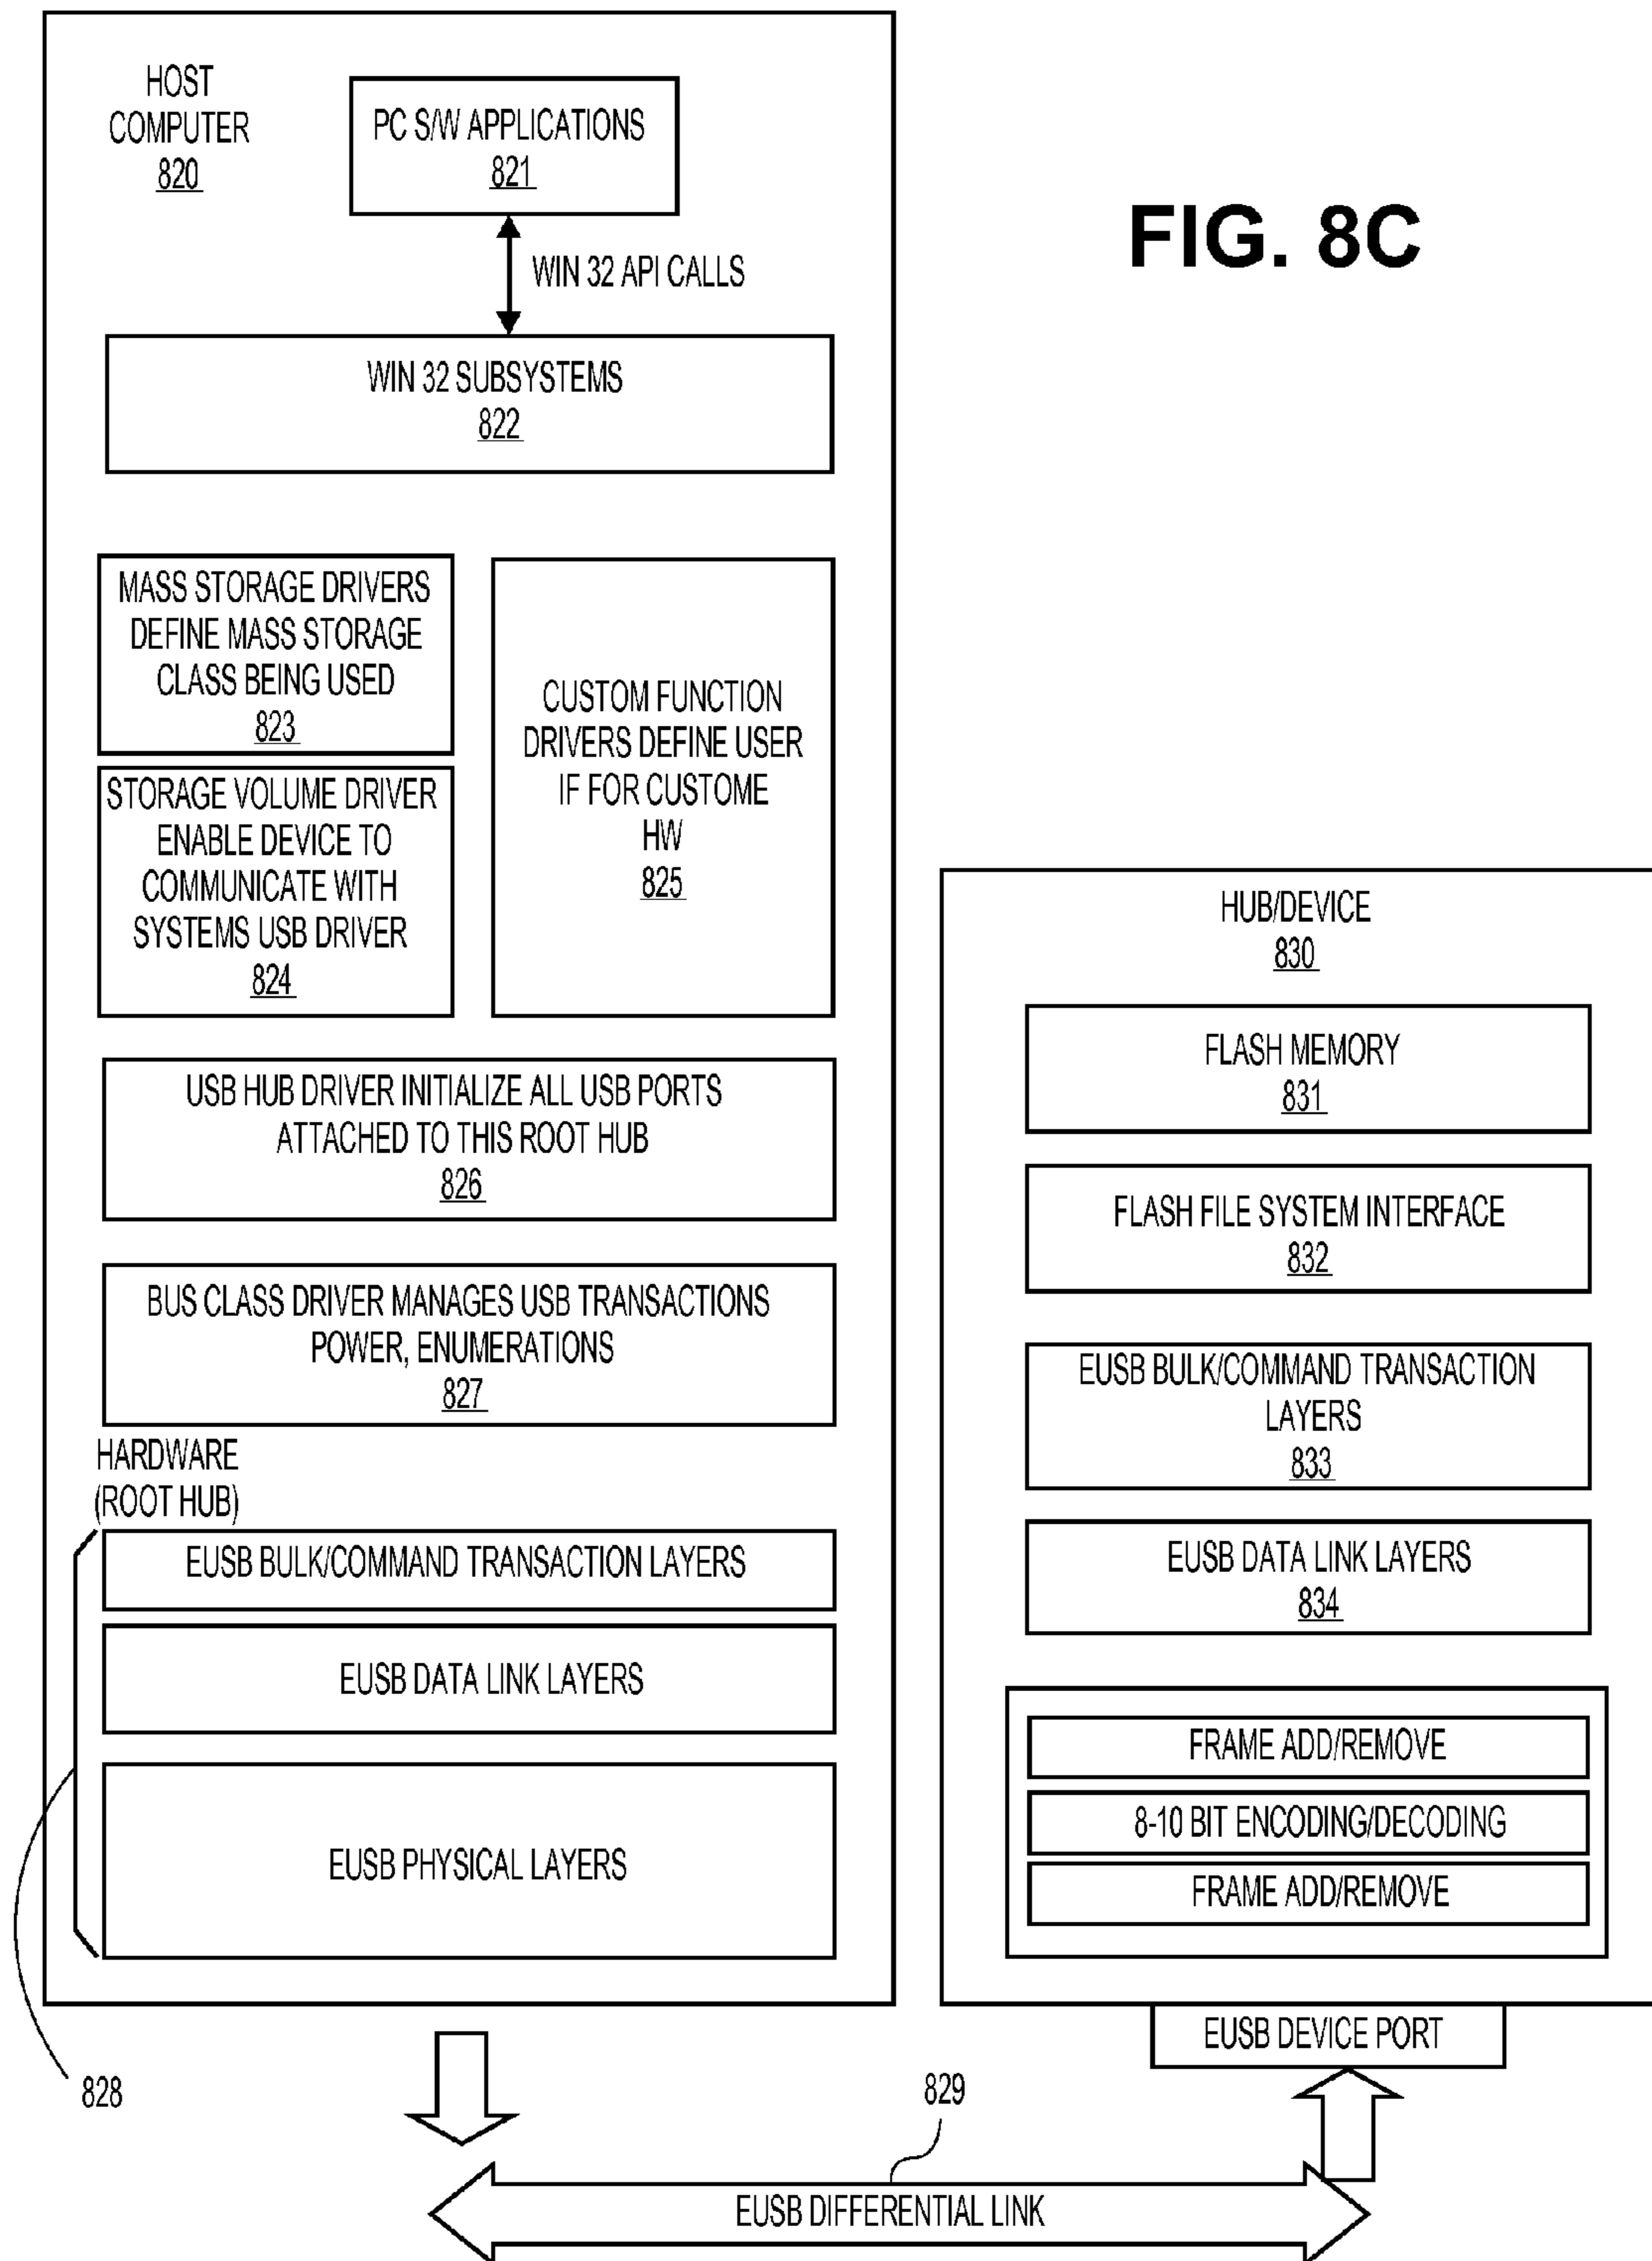 HOST
COMPUTER
820
PC S/W APPLICATIONS
821
WIN 32 API CALLS
FIG. 8C
WIN 32 SUBSYSTEMS
822
MASS STORAGE DRIVERS
DEFINE MASS STORAGE
CLASS BEING USED
823
STORAGE VOLUME DRIVER
ENABLE DEVICE TO
COMMUNICATE WITH
SYSTEMS USB DRIVER
824
CUSTOM FUNCTION
DRIVERS DEFINE USER
IF FOR CUSTOME
HW
825
USB HUB DRIVER INITIALIZE ALL USB PORTS
ATTACHED TO THIS ROOT HUB
826
BUS CLASS DRIVER MANAGES USB TRANSACTIONS
POWER, ENUMERATIONS
827
HARDWARE
(ROOT HUB)
EUSB BULK/COMMAND TRANSACTION LAYERS
EUSB DATA LINK LAYERS
EUSB PHYSICAL LAYERS
828
HUB/DEVICE
830
FLASH MEMORY
831
FLASH FILE SYSTEM INTERFACE
832
EUSB BULK/COMMAND TRANSACTION
LAYERS
833
EUSB DATA LINK LAYERS
834
FRAME ADD/REMOVE
8-10 BIT ENCODING/DECODING
FRAME ADD/REMOVE
EUSB DEVICE PORT
829
EUSB DIFFERENTIAL LINK